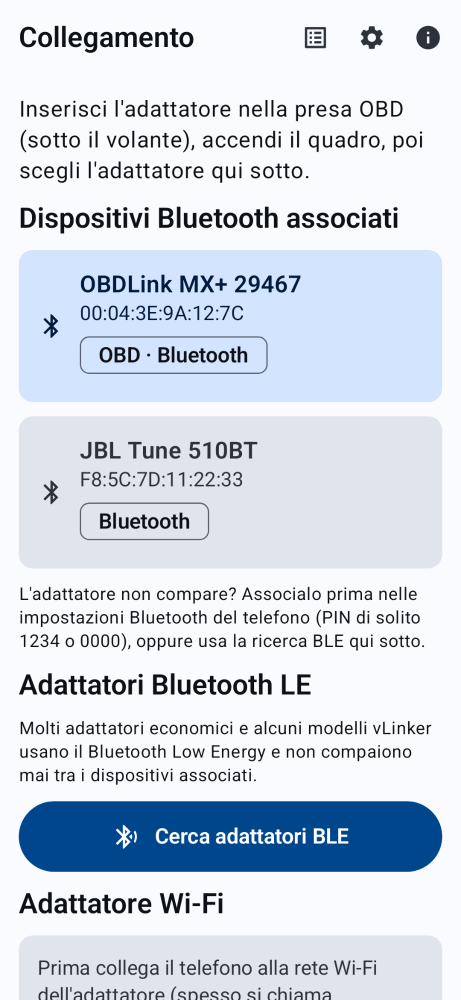 Collegamento
Inserisci l'adattatore nella presa OBD
(sotto il volante), accendi il quadro, poi
scegli l'adattatore qui sotto.
Dispositivi Bluetooth associati
OBDLink MX+ 29467
00:04:3E:9A:12:7C
OBD · Bluetooth
JBL Tune 510BT
F8:5C:7D:11:22:33
Bluetooth
L'adattatore non compare? Associalo prima nelle
impostazioni Bluetooth del telefono (PIN di solito
1234 o 0000), oppure usa la ricerca BLE qui sotto.
Adattatori Bluetooth LE
Molti adattatori economici e alcuni modelli vLinker
usano il Bluetooth Low Energy e non compaiono
mai tra i dispositivi associati.
Cerca adattatori BLE
Adattatore Wi-Fi
Prima collega il telefono alla rete Wi-Fi
dell'adattatore (spesso si chiama